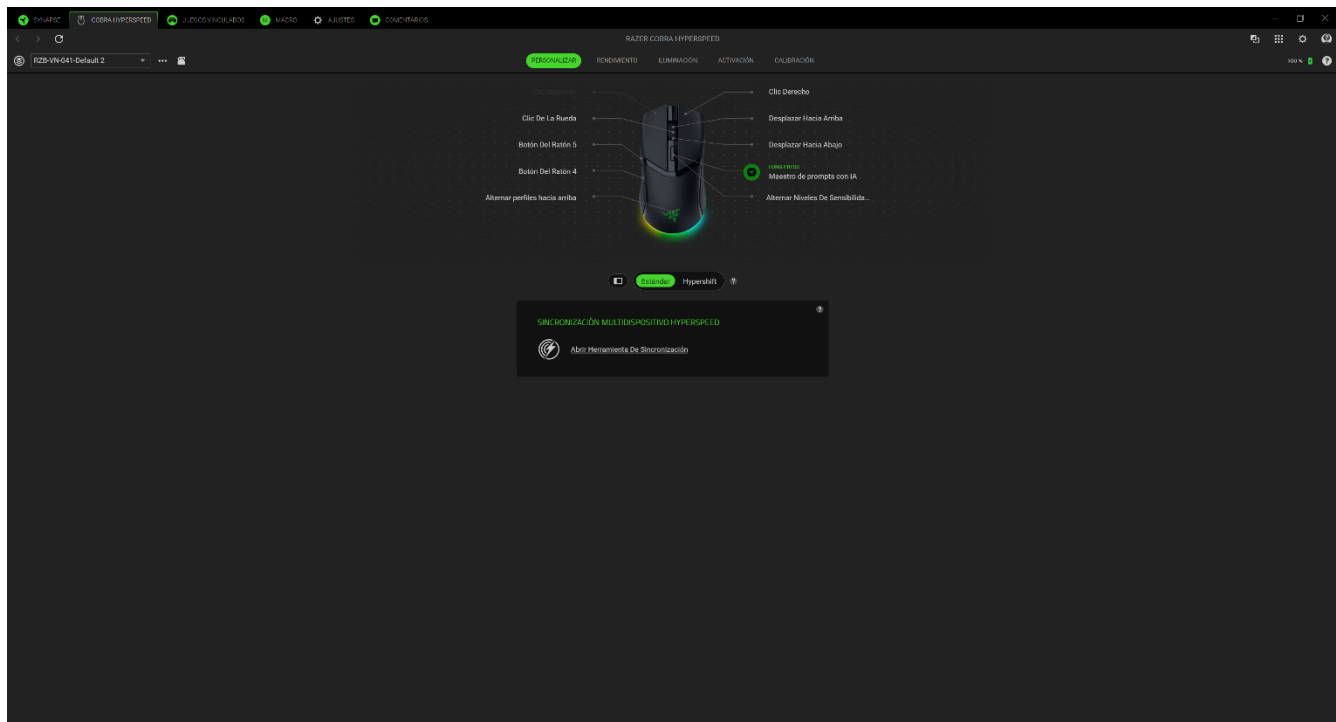 SYNAPSE COBRA HYPERSPEED JUEGOS VINCULADOS MACRO AJUSTES COMENTARIOS
RAZER COBRA HYPERSPEED
RZB-VN-041-Default 2
PERSONALIZAR RENDIMIENTO ILUMINACIÓN ACTIVACIÓN CALIBRACIÓN
100 %
Clic Izquierdo
Clic Derecho
Clic De La Rueda
Desplazar Hacia Arriba
Botón Del Ratón 5
Desplazar Hacia Abajo
Botón Del Ratón 4
LONG PRESS
Maestro de prompts con IA
Alternar perfiles hacia arriba
Alternar Niveles De Sensibilida...
Estándar Hypershift
SINCRONIZACIÓN MULTIDISPOSITIVO HYPERSPEED
Abrir Herramienta De Sincronización